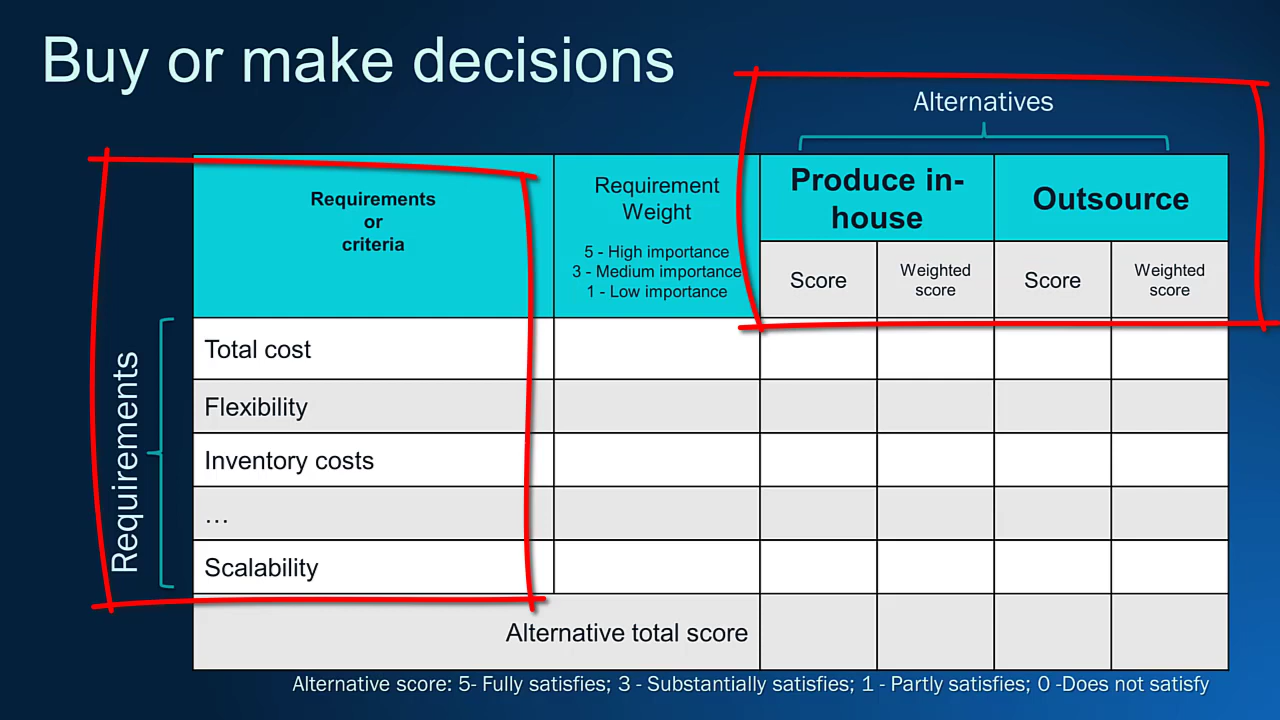 Buy or make decisions
Alternatives
Requirements
or
criteria
Requirement
Weight
5 - High importance
3 - Medium importance
1 - Low importance
Produce in-
house
Outsource
Score
Weighted
score
Score
Weighted
score
Requirements
Total cost
Flexibility
Inventory costs
...
Scalability
Alternative total score
Alternative score: 5- Fully satisfies; 3 - Substantially satisfies; 1 - Partly satisfies; 0 -Does not satisfy